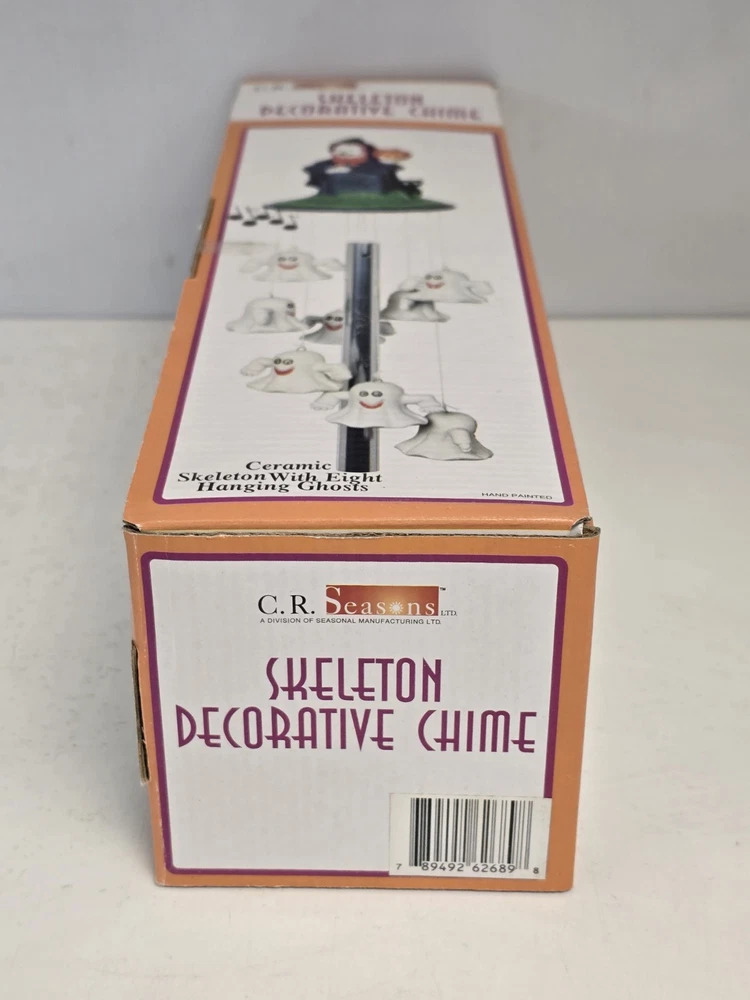 C.R. Seasons
SKELETON
DECORATIVE CHIME
Ceramic
Skeleton With Eight
Hanging Ghosts
HAND PAINTED
C.R. Seasons™ LTD.
A DIVISION OF SEASONAL MANUFACTURING LTD.
SKELETON
DECORATIVE CHIME
7 89492 62689 8